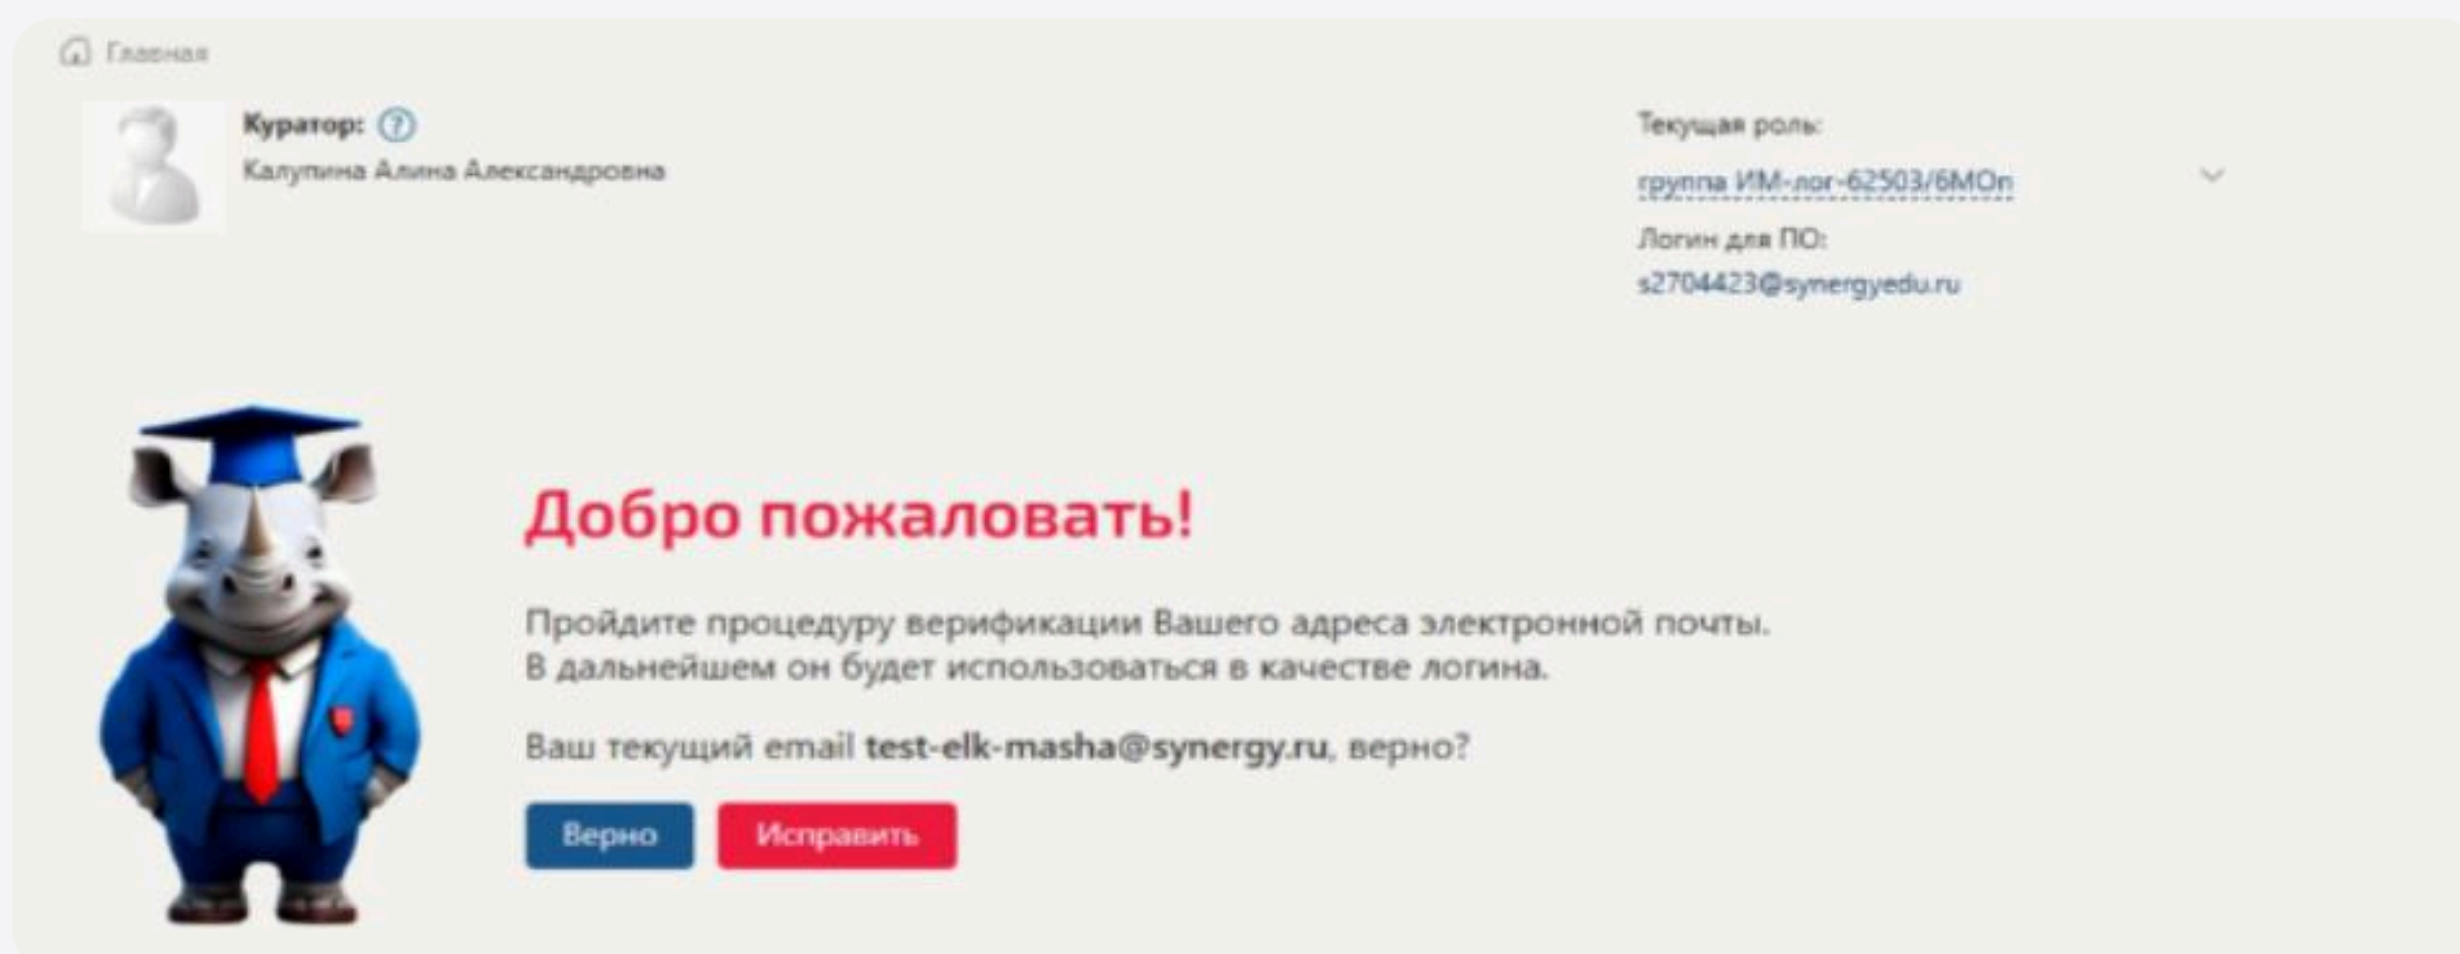 Главная
Куратор:
Калупина Алина Александровна
Текущая роль:
группа ИМ-лог-62503/6МОп
Логин для ПО:
s2704423@synergyedu.ru
Добро пожаловать!
Пройдите процедуру верификации Вашего адреса электронной почты.
В дальнейшем он будет использоваться в качестве логина.
Ваш текущий email test-elk-masha@synergy.ru, верно?
Верно
Исправить